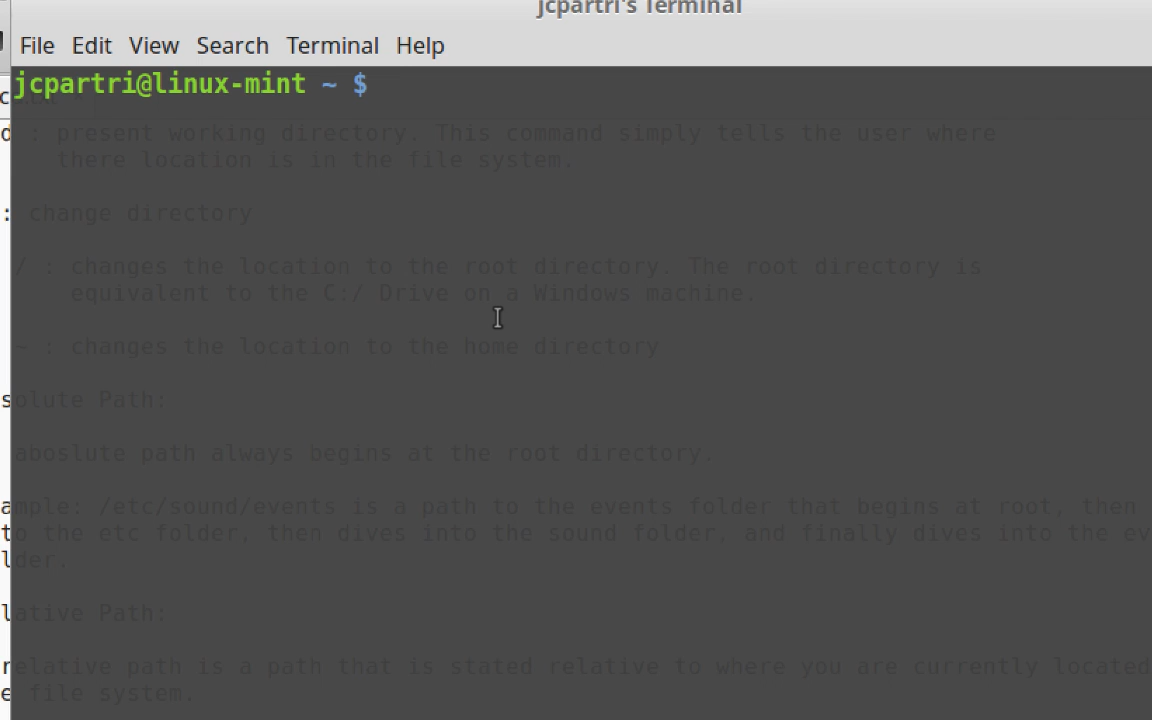 jcpartri's Terminal
File Edit View Search Terminal Help
jcpartri@linux-mint ~ $
d : present working directory. This command simply tells the user where
there location is in the file system.
: change directory
/ : changes the location to the root directory. The root directory is
equivalent to the C:/ Drive on a Windows machine.
~ : changes the location to the home directory
solute Path:
aboslute path always begins at the root directory.
ample: /etc/sound/events is a path to the events folder that begins at root, then
to the etc folder, then dives into the sound folder, and finally dives into the ev
lder.
lative Path:
relative path is a path that is stated relative to where you are currently located
e file system.